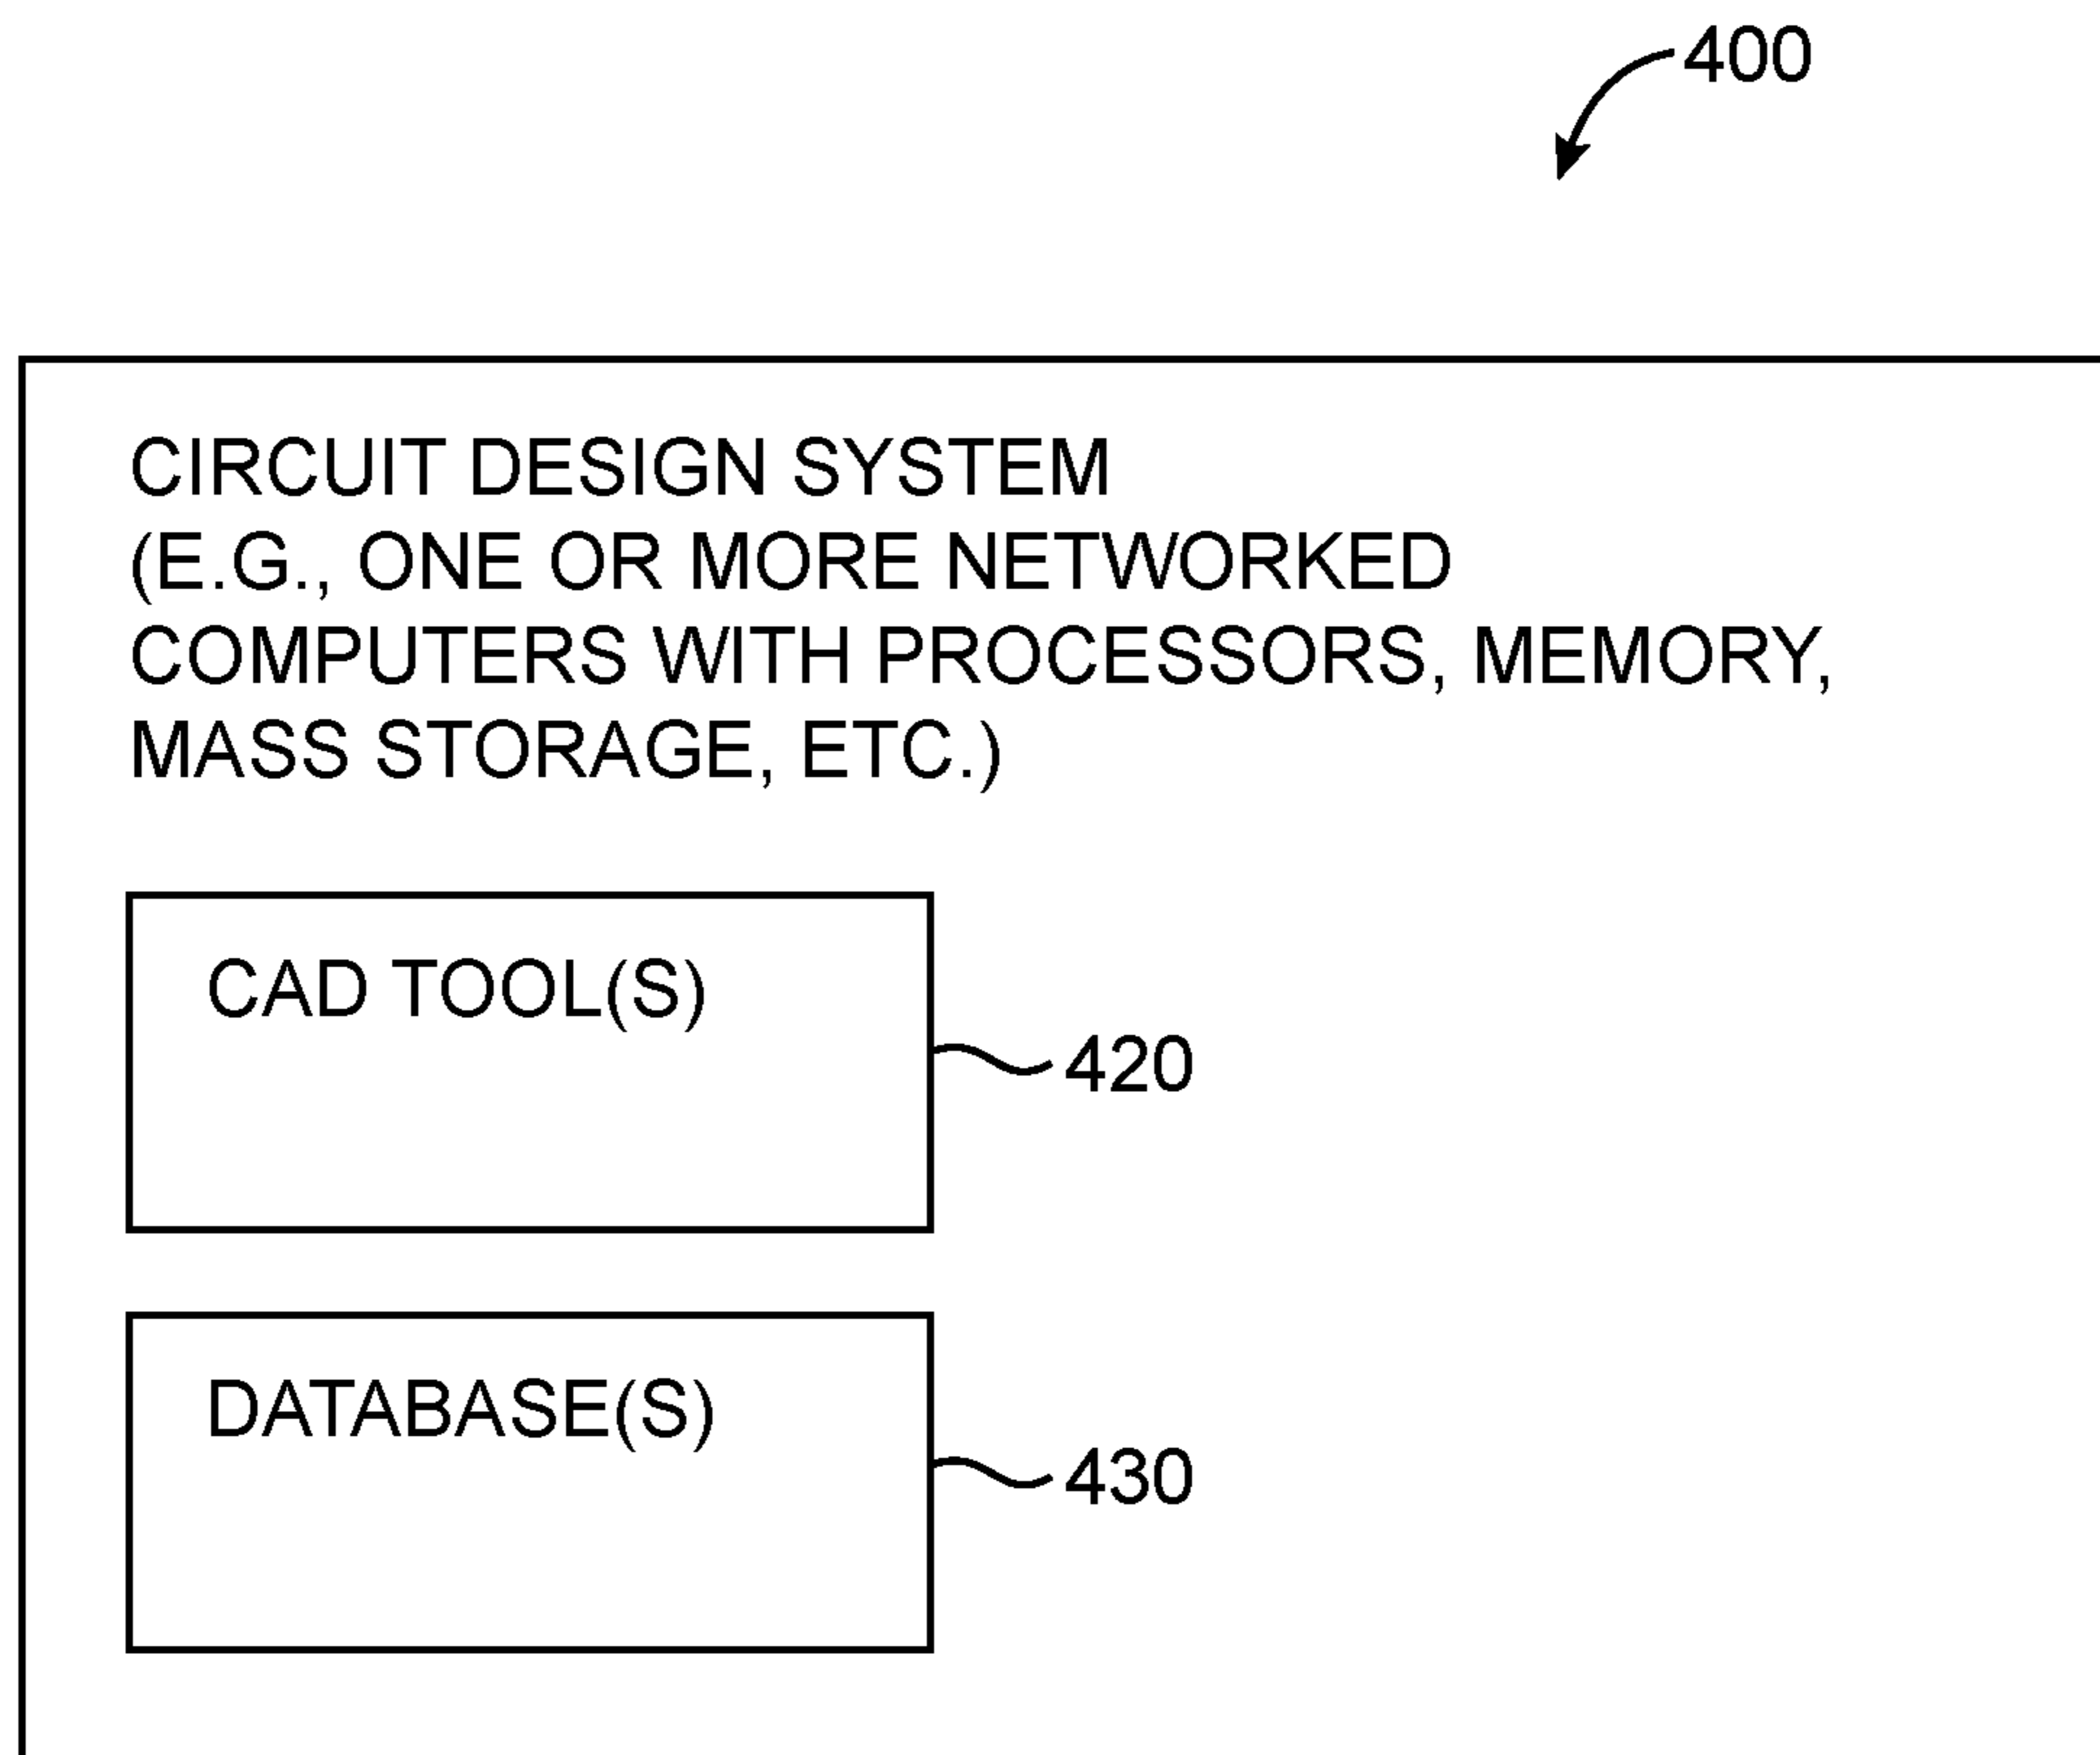 400
CIRCUIT DESIGN SYSTEM
(E.G., ONE OR MORE NETWORKED
COMPUTERS WITH PROCESSORS, MEMORY,
MASS STORAGE, ETC.)
CAD TOOL(S)
420
DATABASE(S)
430